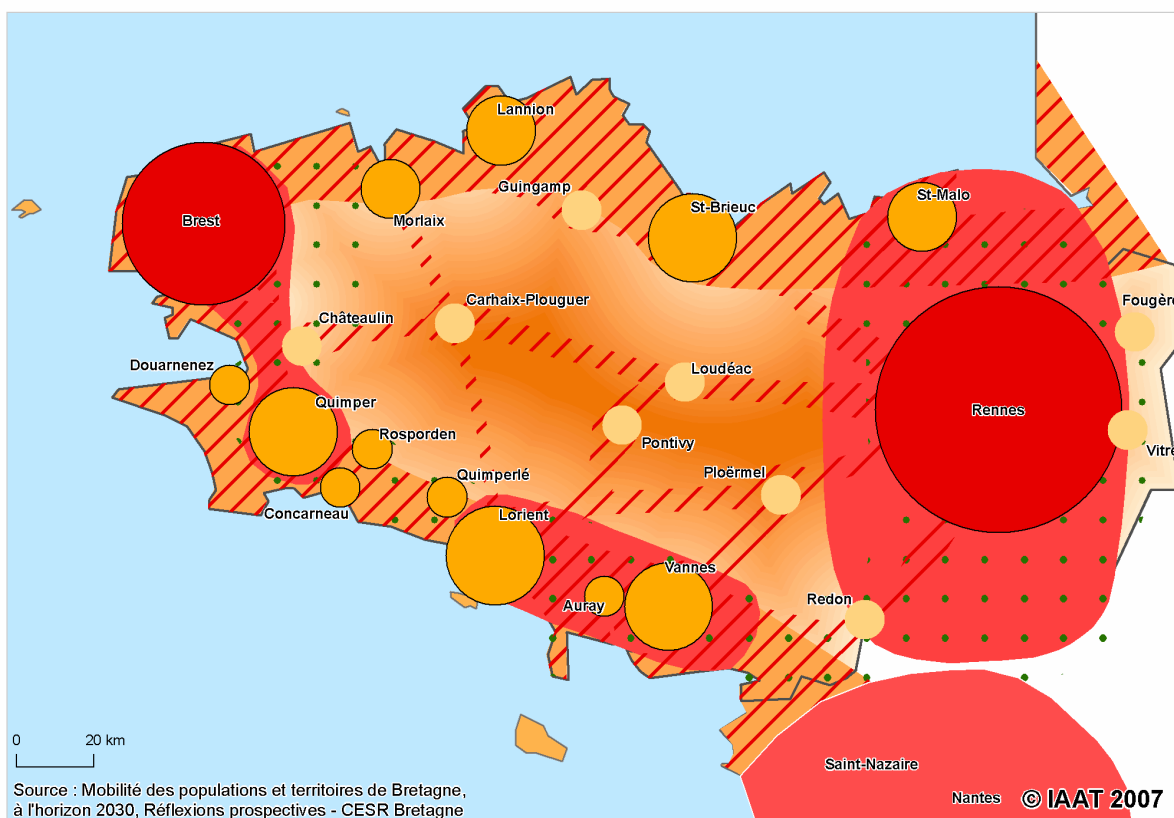 Lannion
Guingamp
St-Malo
St-Brieuc
Brest
Morlaix
Carhaix-Plouguer
Fougèr
Châteaulin
Douarnenez
Loudéac
Quimper
Rennes
Rosporden
Pontivy
Vitré
Ploërmel
Quimperlé
Concarneau
Lorient
Vannes
Auray
Redon
0 20 km
Saint-Nazaire
Source : Mobilité des populations et territoires de Bretagne,
à l'horizon 2030, Réflexions prospectives - CESR Bretagne
Nantes
© IAAT 2007